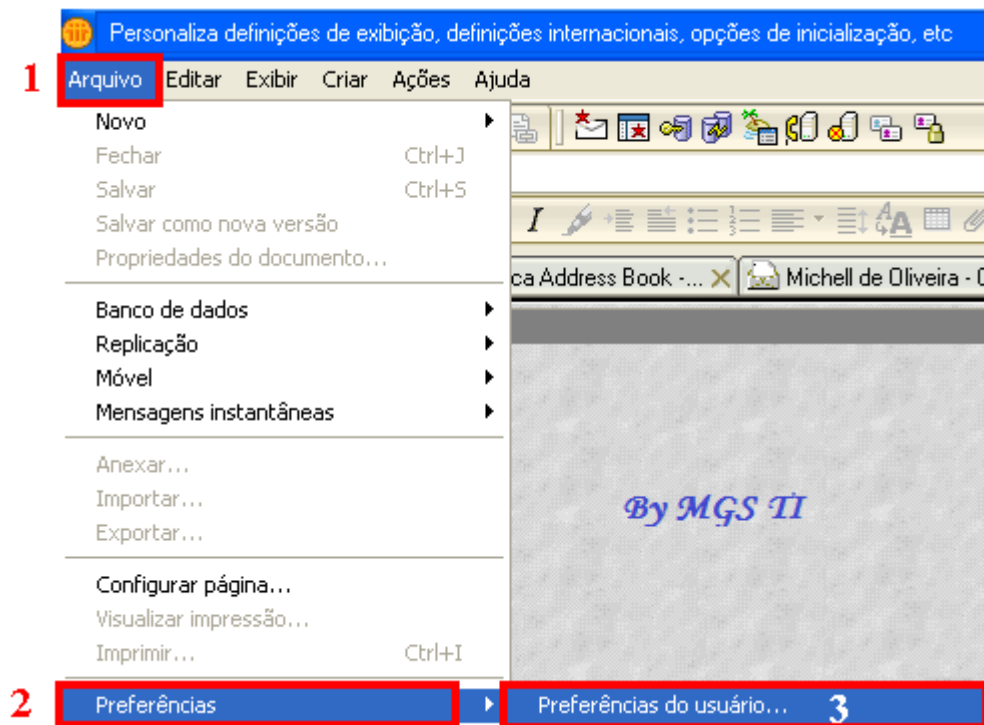 Personaliza definições de exibição, definições internacionais, opções de inicialização, etc
1 Arquivo Editar Exibir Criar Ações Ajuda
Novo
Fechar Ctrl+J
Salvar Ctrl+S
Salvar como nova versão
Propriedades do documento...
ca Address Book -... Michell de Oliveira - C
Banco de dados
Replicação
Móvel
Mensagens instantâneas
Anexar...
Importar...
By MGS TI
Exportar...
Configurar página...
Visualizar impressão...
Imprimir... Ctrl+I
2 Preferências Preferências do usuário... 3